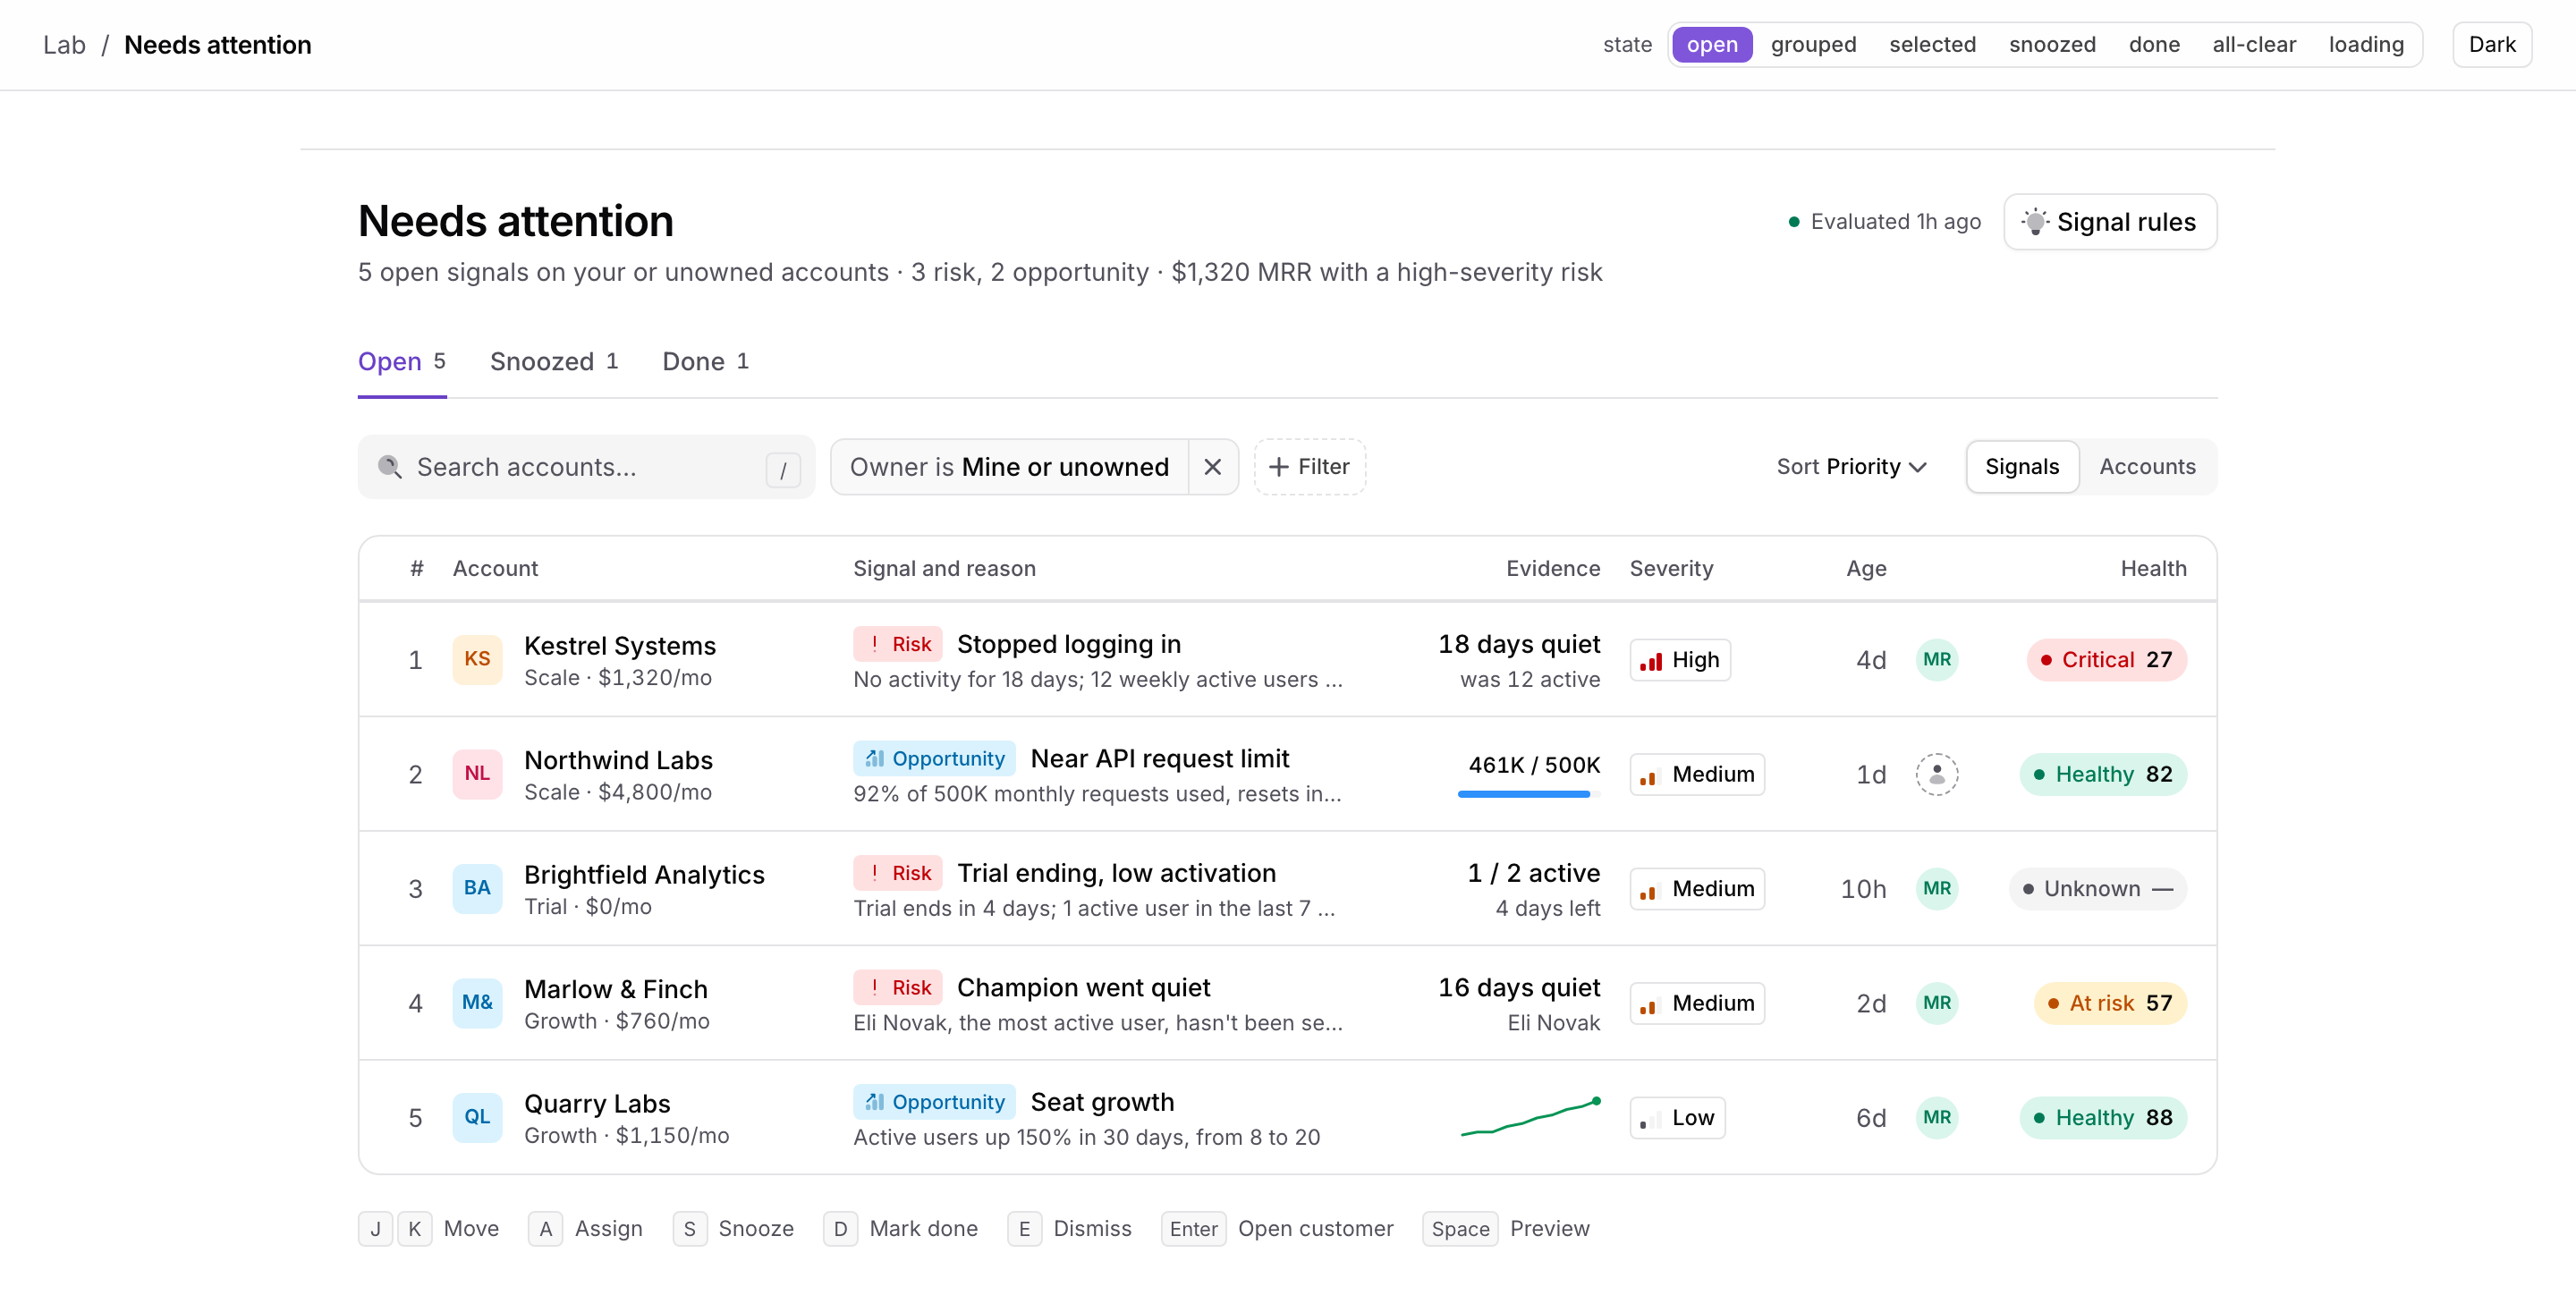 Lab / Needs attention
state open grouped selected snoozed done all-clear loading Dark
Needs attention
Evaluated 1h ago Signal rules
5 open signals on your or unowned accounts · 3 risk, 2 opportunity · $1,320 MRR with a high-severity risk
Open 5 Snoozed 1 Done 1
Search accounts... / Owner is Mine or unowned Filter Sort Priority Signals Accounts
# Account Signal and reason Evidence Severity Age Health
1 KS Kestrel Systems ! Risk Stopped logging in 18 days quiet High 4d MR Critical 27
Scale · $1,320/mo No activity for 18 days; 12 weekly active users ... was 12 active
2 NL Northwind Labs Opportunity Near API request limit 461K / 500K Medium 1d Healthy 82
Scale · $4,800/mo 92% of 500K monthly requests used, resets in...
3 BA Brightfield Analytics ! Risk Trial ending, low activation 1 / 2 active Medium 10h MR Unknown —
Trial · $0/mo Trial ends in 4 days; 1 active user in the last 7 ... 4 days left
4 M& Marlow & Finch ! Risk Champion went quiet 16 days quiet Medium 2d MR At risk 57
Growth · $760/mo Eli Novak, the most active user, hasn't been se... Eli Novak
5 QL Quarry Labs Opportunity Seat growth Low 6d MR Healthy 88
Growth · $1,150/mo Active users up 150% in 30 days, from 8 to 20
J K Move A Assign S Snooze D Mark done E Dismiss Enter Open customer Space Preview